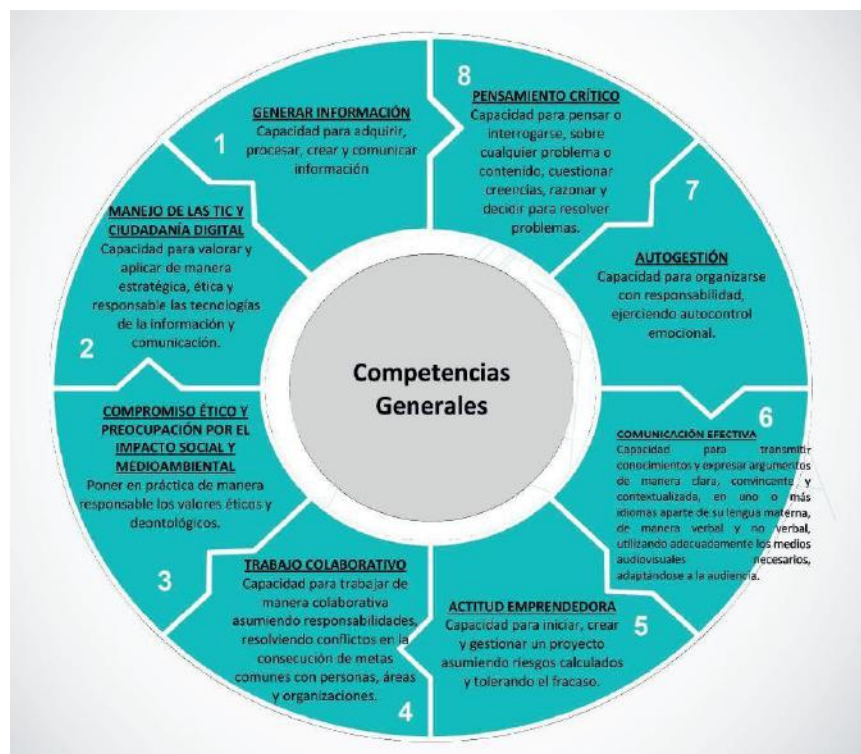 1
GENERAR INFORMACIÓN
Capacidad para adquirir,
procesar, crear y comunicar
información
2
MANEJO DE LAS TIC Y
CIUDADANÍA DIGITAL
Capacidad para valorar y
aplicar de manera
estratégica, ética y
responsable las tecnologías
de la información y
comunicación.
3
COMPROMISO ÉTICO Y
PREOCUPACIÓN POR EL
IMPACTO SOCIAL Y
MEDIOAMBIENTAL
Poner en práctica de manera
responsable los valores éticos y
deontológicos.
4
TRABAJO COLABORATIVO
Capacidad para trabajar de
manera colaborativa
asumiendo responsabilidades,
resolviendo conflictos en la
consecución de metas
comunes con personas, áreas
y organizaciones.
5
ACTITUD EMPRENDEDORA
Capacidad para iniciar, crear
y gestionar un proyecto
asumiendo riesgos calculados
y tolerando el fracaso.
6
COMUNICACIÓN EFECTIVA
Capacidad para transmitir
conocimientos y expresar argumentos
de manera clara, convincente y
contextualizada, en uno o más
idiomas aparte de su lengua materna,
de manera verbal y no verbal,
utilizando adecuadamente los medios
audiovisuales necesarios,
adaptándose a la audiencia.
7
AUTOGESTIÓN
Capacidad para organizarse
con responsabilidad,
ejerciendo autocontrol
emocional.
8
PENSAMIENTO CRÍTICO
Capacidad para pensar o
interrogarse, sobre
cualquier problema o
contenido, cuestionar
creencias, razonar y
decidir para resolver
problemas.
Competencias
Generales